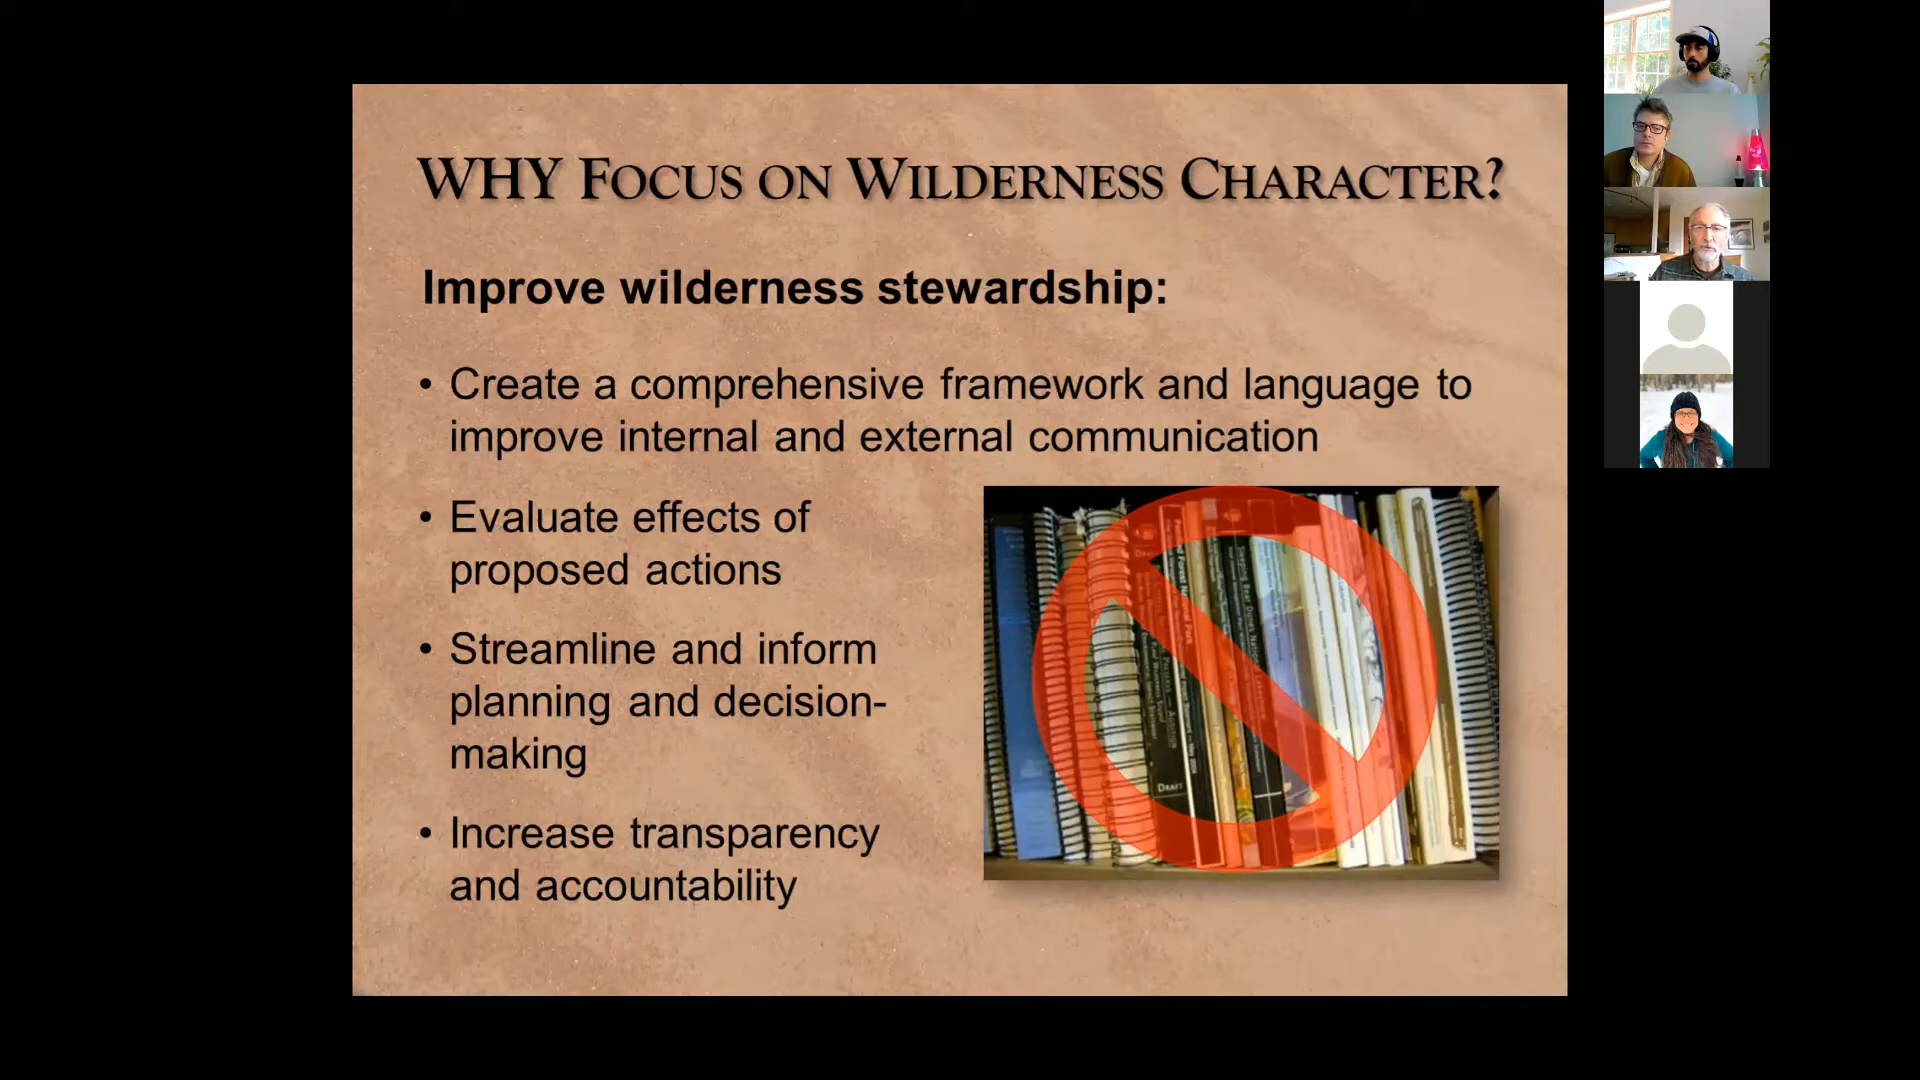 WHY FOCUS ON WILDERNESS CHARACTER?
Improve wilderness stewardship:
• Create a comprehensive framework and language to
improve internal and external communication
• Evaluate effects of
proposed actions
• Streamline and inform
planning and decision-
making
• Increase transparency
and accountability
DRAFT